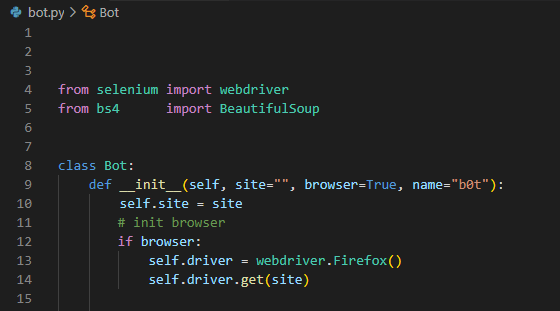 bot.py > Bot
1
2
3
4 from selenium import webdriver
5 from bs4      import BeautifulSoup
6
7
8 class Bot:
9     def __init__(self, site="", browser=True, name="b0t"):
10         self.site = site
11         # init browser
12         if browser:
13             self.driver = webdriver.Firefox()
14             self.driver.get(site)
15